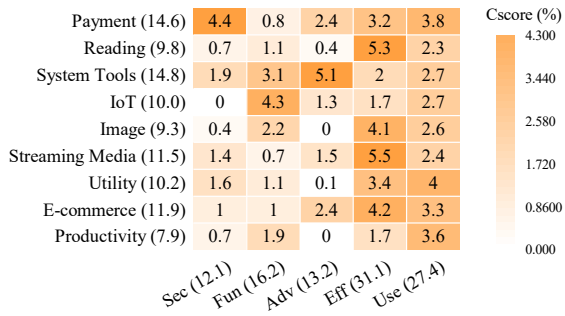 Cscore (%)
Payment (14.6) 4.4 0.8 2.4 3.2 3.8
Reading (9.8) 0.7 1.1 0.4 5.3 2.3
System Tools (14.8) 1.9 3.1 5.1 2 2.7
IoT (10.0) 0 4.3 1.3 1.7 2.7
Image (9.3) 0.4 2.2 0 4.1 2.6
Streaming Media (11.5) 1.4 0.7 1.5 5.5 2.4
Utility (10.2) 1.6 1.1 0.1 3.4 4
E-commerce (11.9) 1 1 2.4 4.2 3.3
Productivity (7.9) 0.7 1.9 0 1.7 3.6
Sec (12.1) Fun (16.2) Adv (13.2) Eff (31.1) Use (27.4)
4.300
3.440
2.580
1.720
0.8600
0.000